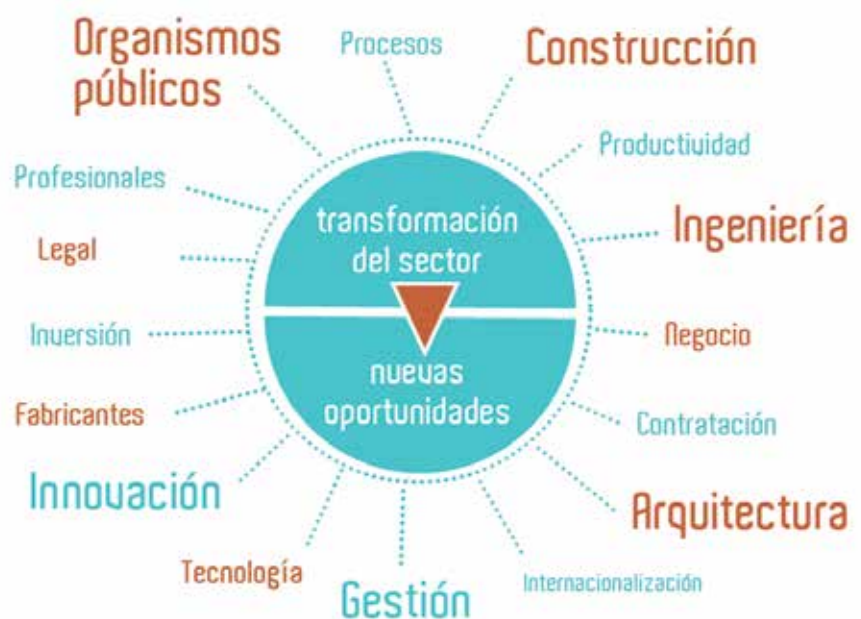 Organismos
públicos
Procesos
Construcción
Productividad
Profesionales
Ingeniería
Legal
transformación
del sector
Inversión
Negocio
nuevas
oportunidades
Fabricantes
Contratación
Innovación
Arquitectura
Tecnología
Gestión
Internacionalización